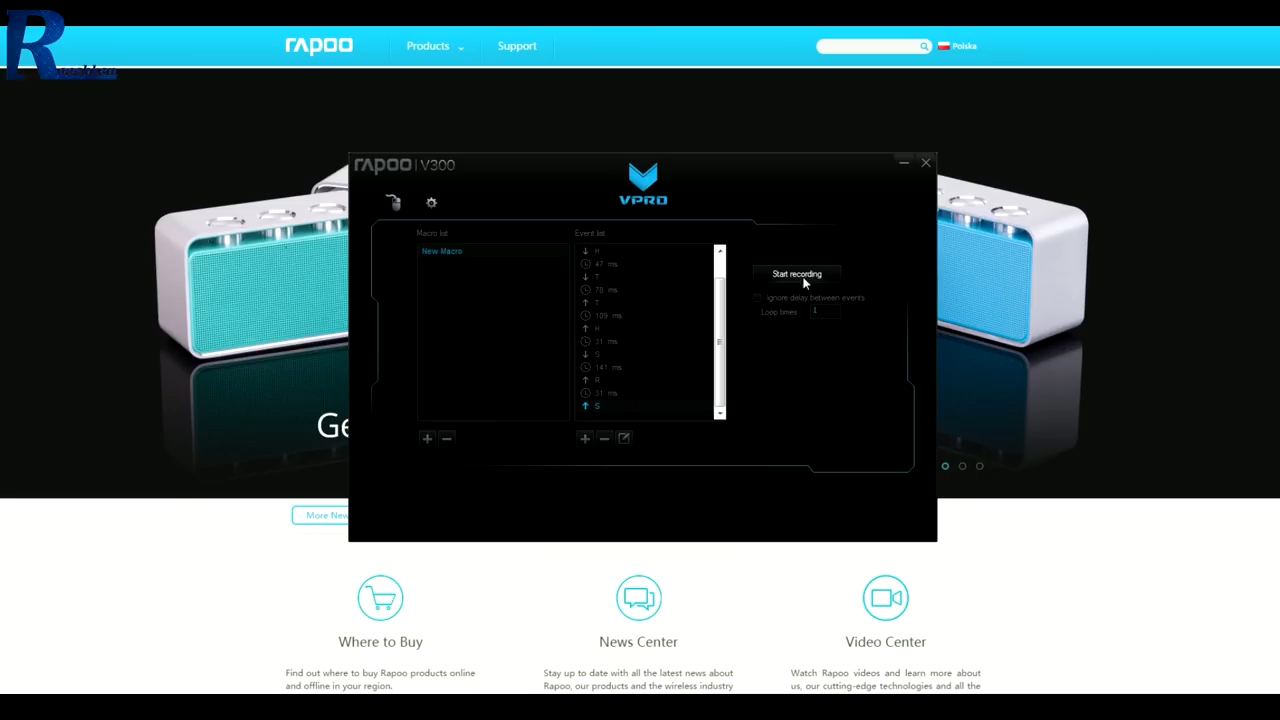 rapoo Products Support Polska
rapoo | V300
VPRO
Macro list Event list
New Macro
H
47 ms
T
78 ms
T
109 ms
H
31 ms
S
141 ms
R
31 ms
S
Start recording
Ignore delay between events
Loop times 1
Ge
More New
Where to Buy
Find out where to buy Rapoo products online
and offline in your region.
News Center
Stay up to date with all the latest news about
Rapoo, our products and the wireless industry
Video Center
Watch Rapoo videos and learn more about
us, our cutting-edge technologies and all the